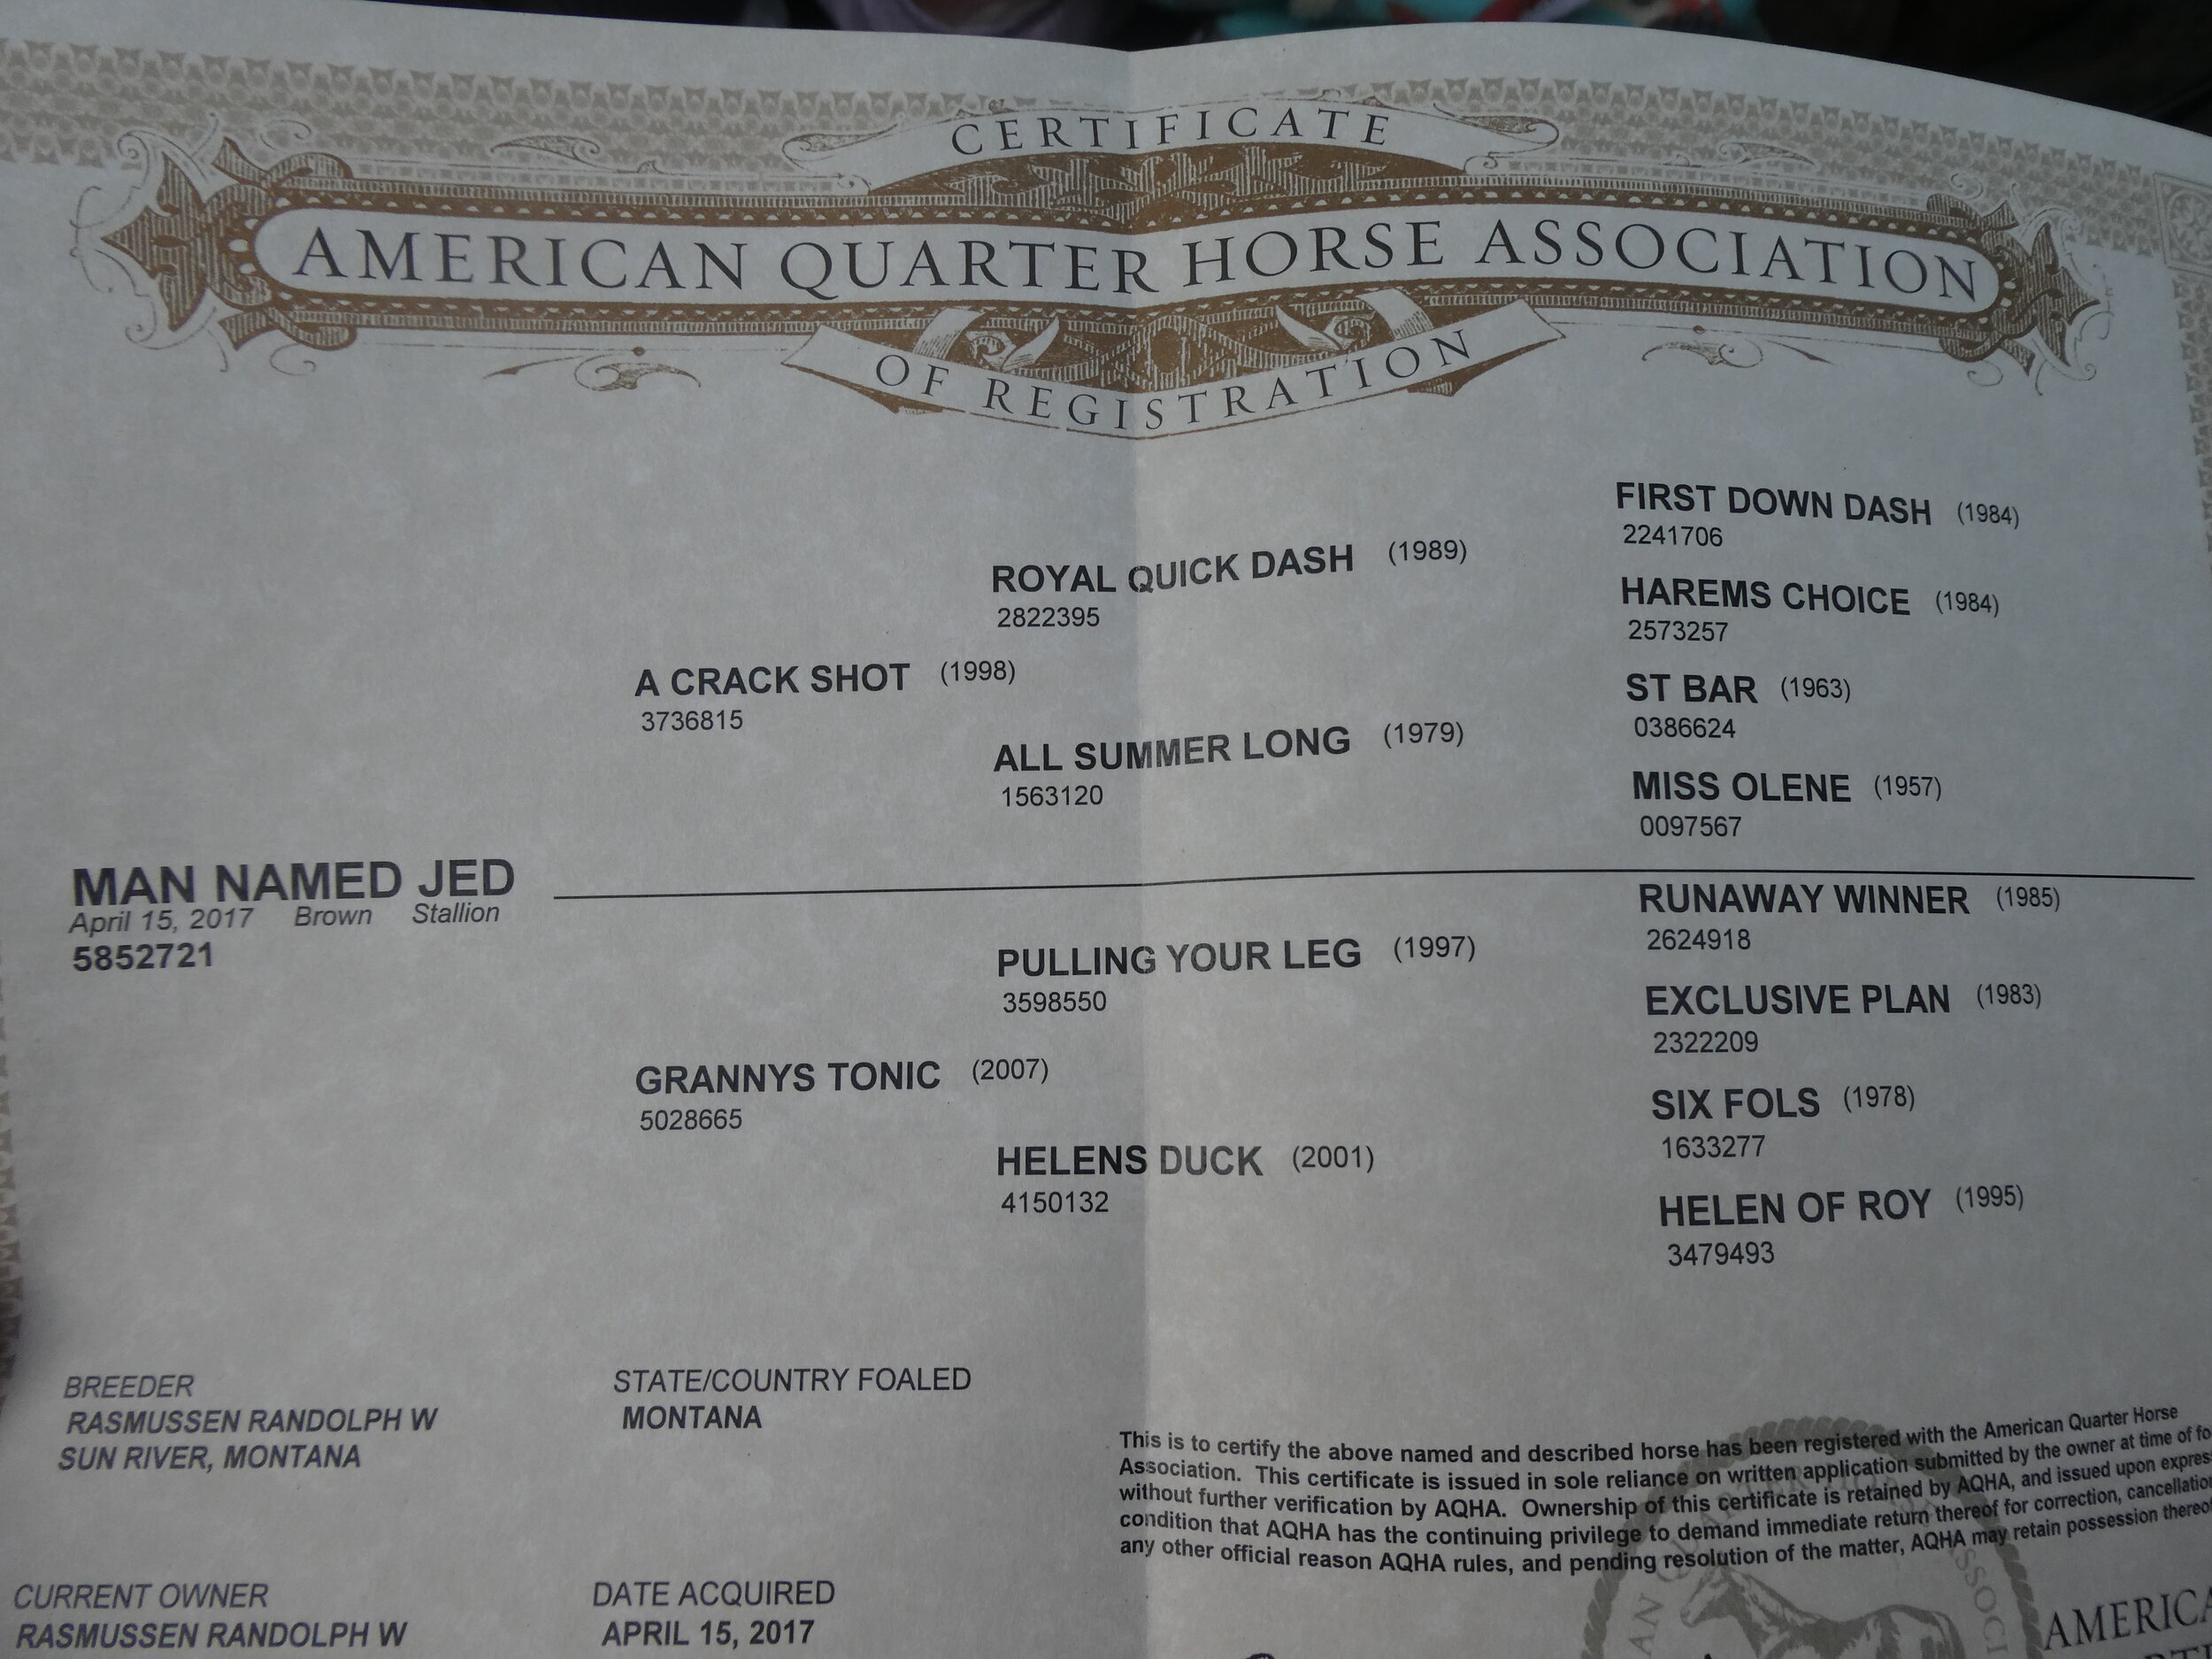 CERTIFICATE
AMERICAN QUARTER HORSE ASSOCIATION
OF REGISTRATION
FIRST DOWN DASH (1984)
2241706
ROYAL QUICK DASH (1989)
2822395
HAREMS CHOICE (1984)
2573257
A CRACK SHOT (1998)
3736815
ST BAR (1963)
0386624
ALL SUMMER LONG (1979)
1563120
MISS OLENE (1957)
0097567
MAN NAMED JED
April 15, 2017 Brown Stallion
5852721
RUNAWAY WINNER (1985)
2624918
PULLING YOUR LEG (1997)
3598550
EXCLUSIVE PLAN (1983)
2322209
GRANNYS TONIC (2007)
5028665
SIX FOLS (1978)
1633277
HELENS DUCK (2001)
4150132
HELEN OF ROY (1995)
3479493
BREEDER
RASMUSSEN RANDOLPH W
SUN RIVER, MONTANA
STATE/COUNTRY FOALED
MONTANA
This is to certify the above named and described horse has been registered with the American Quarter Horse
Association. This certificate is issued in sole reliance on written application submitted by the owner at time of fo
without further verification by AQHA. Ownership of this certificate is retained by AQHA, and issued upon expres
condition that AQHA has the continuing privilege to demand immediate return thereof for correction, cancellatio
any other official reason AQHA rules, and pending resolution of the matter, AQHA may retain possession thereo
CURRENT OWNER
RASMUSSEN RANDOLPH W
DATE ACQUIRED
APRIL 15, 2017
AN QUARTER HORSE ASSOCI
AMERICA